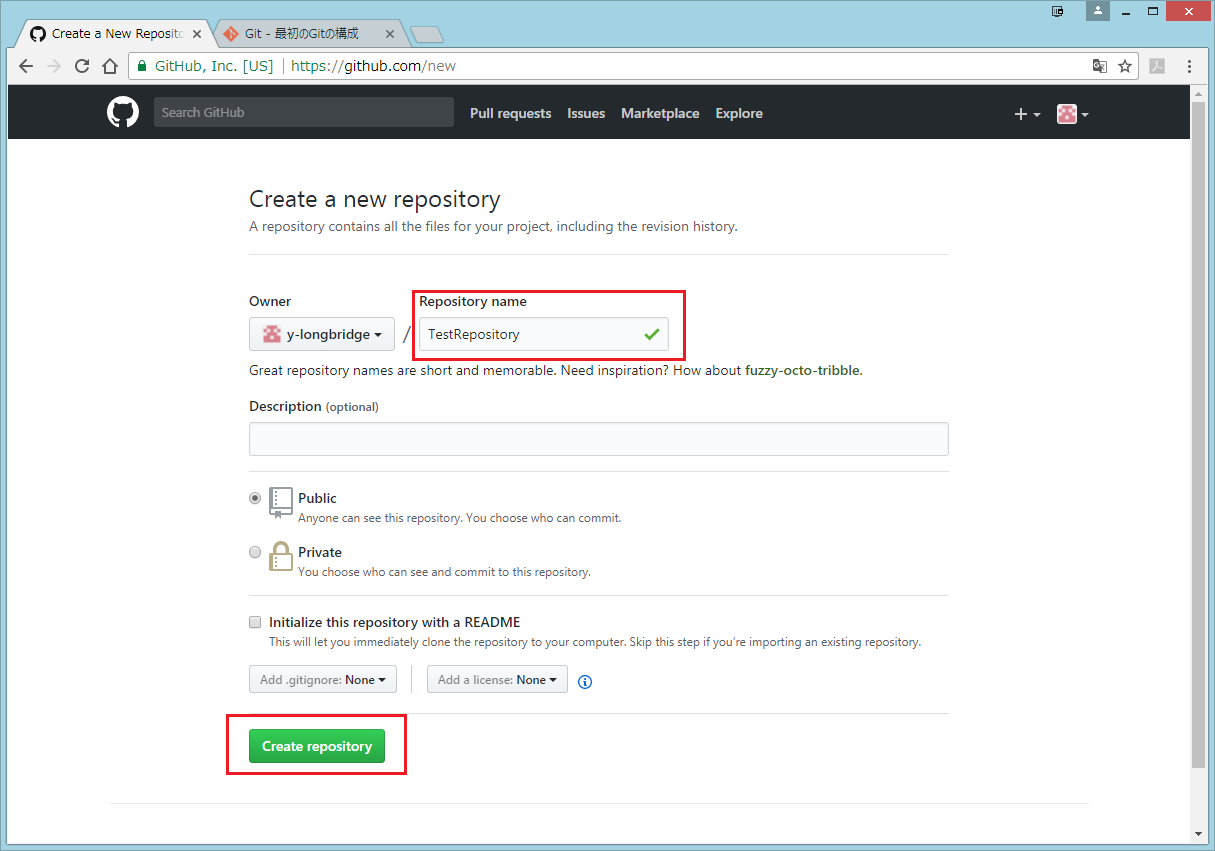 Create a New Reposito
Git - 最初のGitの構成
GitHub, Inc. [US] | https://github.com/new
Search GitHub
Pull requests Issues Marketplace Explore
Create a new repository
A repository contains all the files for your project, including the revision history.
Owner
Repository name
y-longbridge / TestRepository
Great repository names are short and memorable. Need inspiration? How about fuzzy-octo-tribble.
Description (optional)
Public
Anyone can see this repository. You choose who can commit.
Private
You choose who can see and commit to this repository.
Initialize this repository with a README
This will let you immediately clone the repository to your computer. Skip this step if you’re importing an existing repository.
Add .gitignore: None
Add a license: None
Create repository